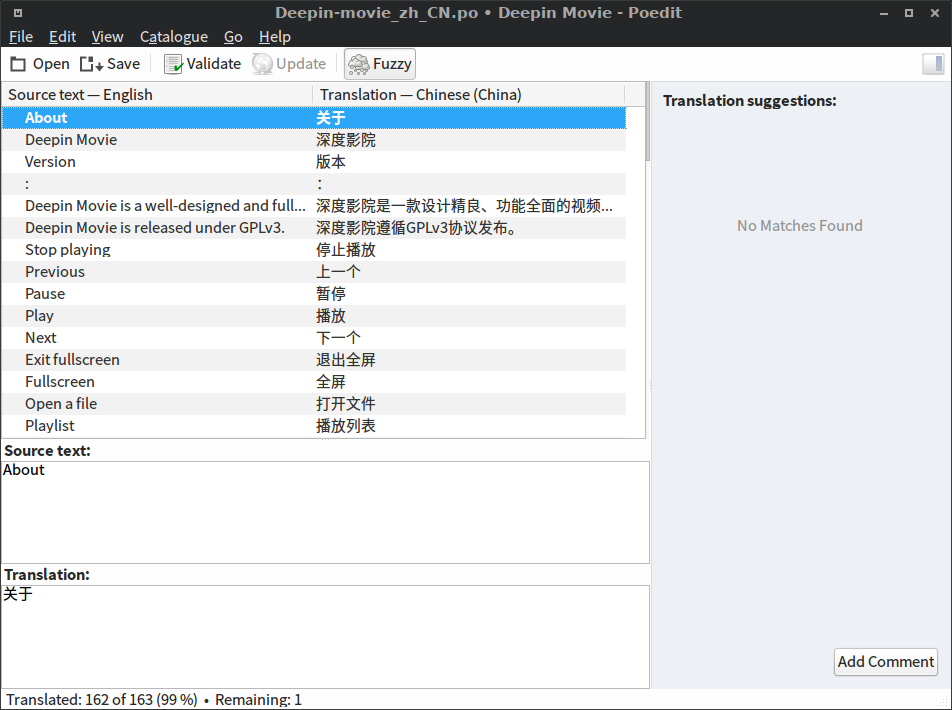 Deepin-movie_zh_CN.po • Deepin Movie - Poedit
File Edit View Catalogue Go Help
Open Save Validate Update Fuzzy
Source text — English Translation — Chinese (China)
About 关于
Deepin Movie 深度影院
Version 版本
: ：
Deepin Movie is a well-designed and full... 深度影院是一款设计精良、功能全面的视频...
Deepin Movie is released under GPLv3. 深度影院遵循GPLv3协议发布。
Stop playing 停止播放
Previous 上一个
Pause 暂停
Play 播放
Next 下一个
Exit fullscreen 退出全屏
Fullscreen 全屏
Open a file 打开文件
Playlist 播放列表
Source text:
About
Translation:
关于
Translation suggestions:
No Matches Found
Add Comment
Translated: 162 of 163 (99 %) • Remaining: 1